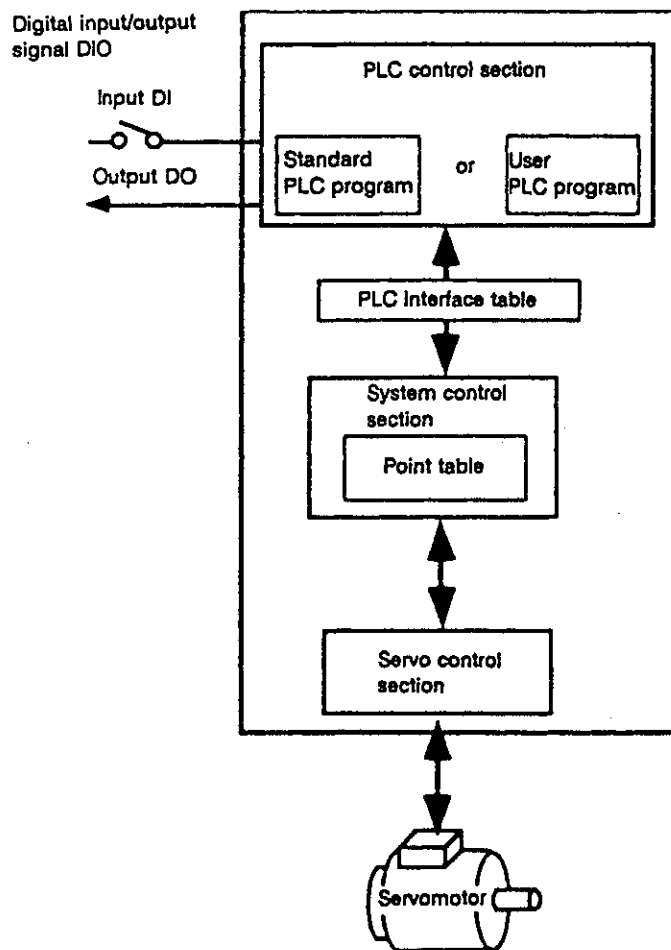 Digital input/output
signal DIO
PLC control section
Input DI
Output DO
Standard
PLC program
or
User
PLC program
PLC Interface table
System control
section
Point table
Servo control
section
Servomotor